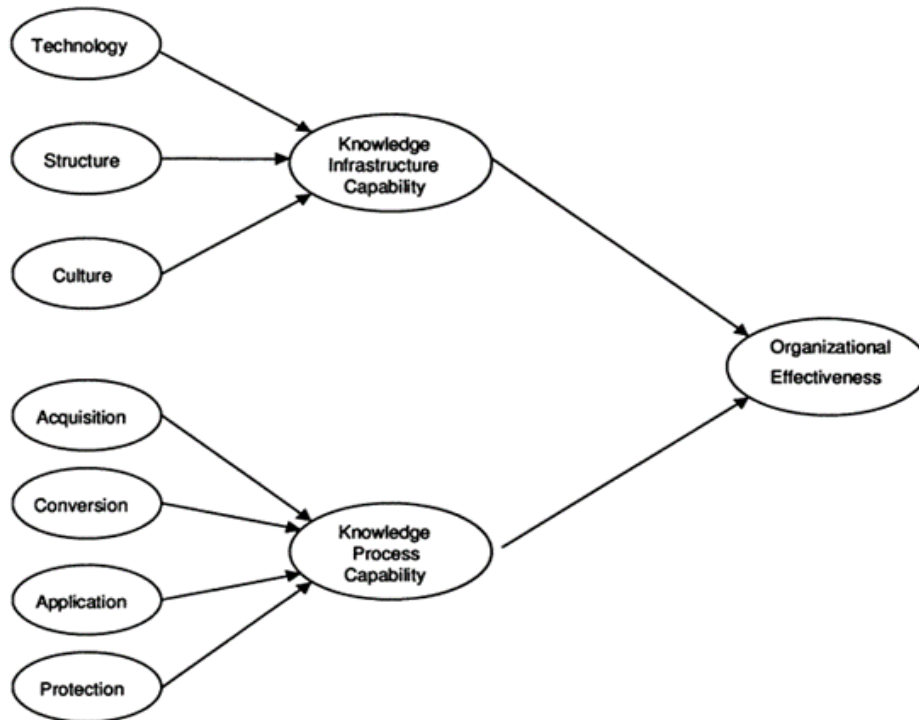 Technology
Structure
Culture
Knowledge
Infrastructure
Capability
Acquisition
Conversion
Application
Protection
Knowledge
Process
Capability
Organizational
Effectiveness